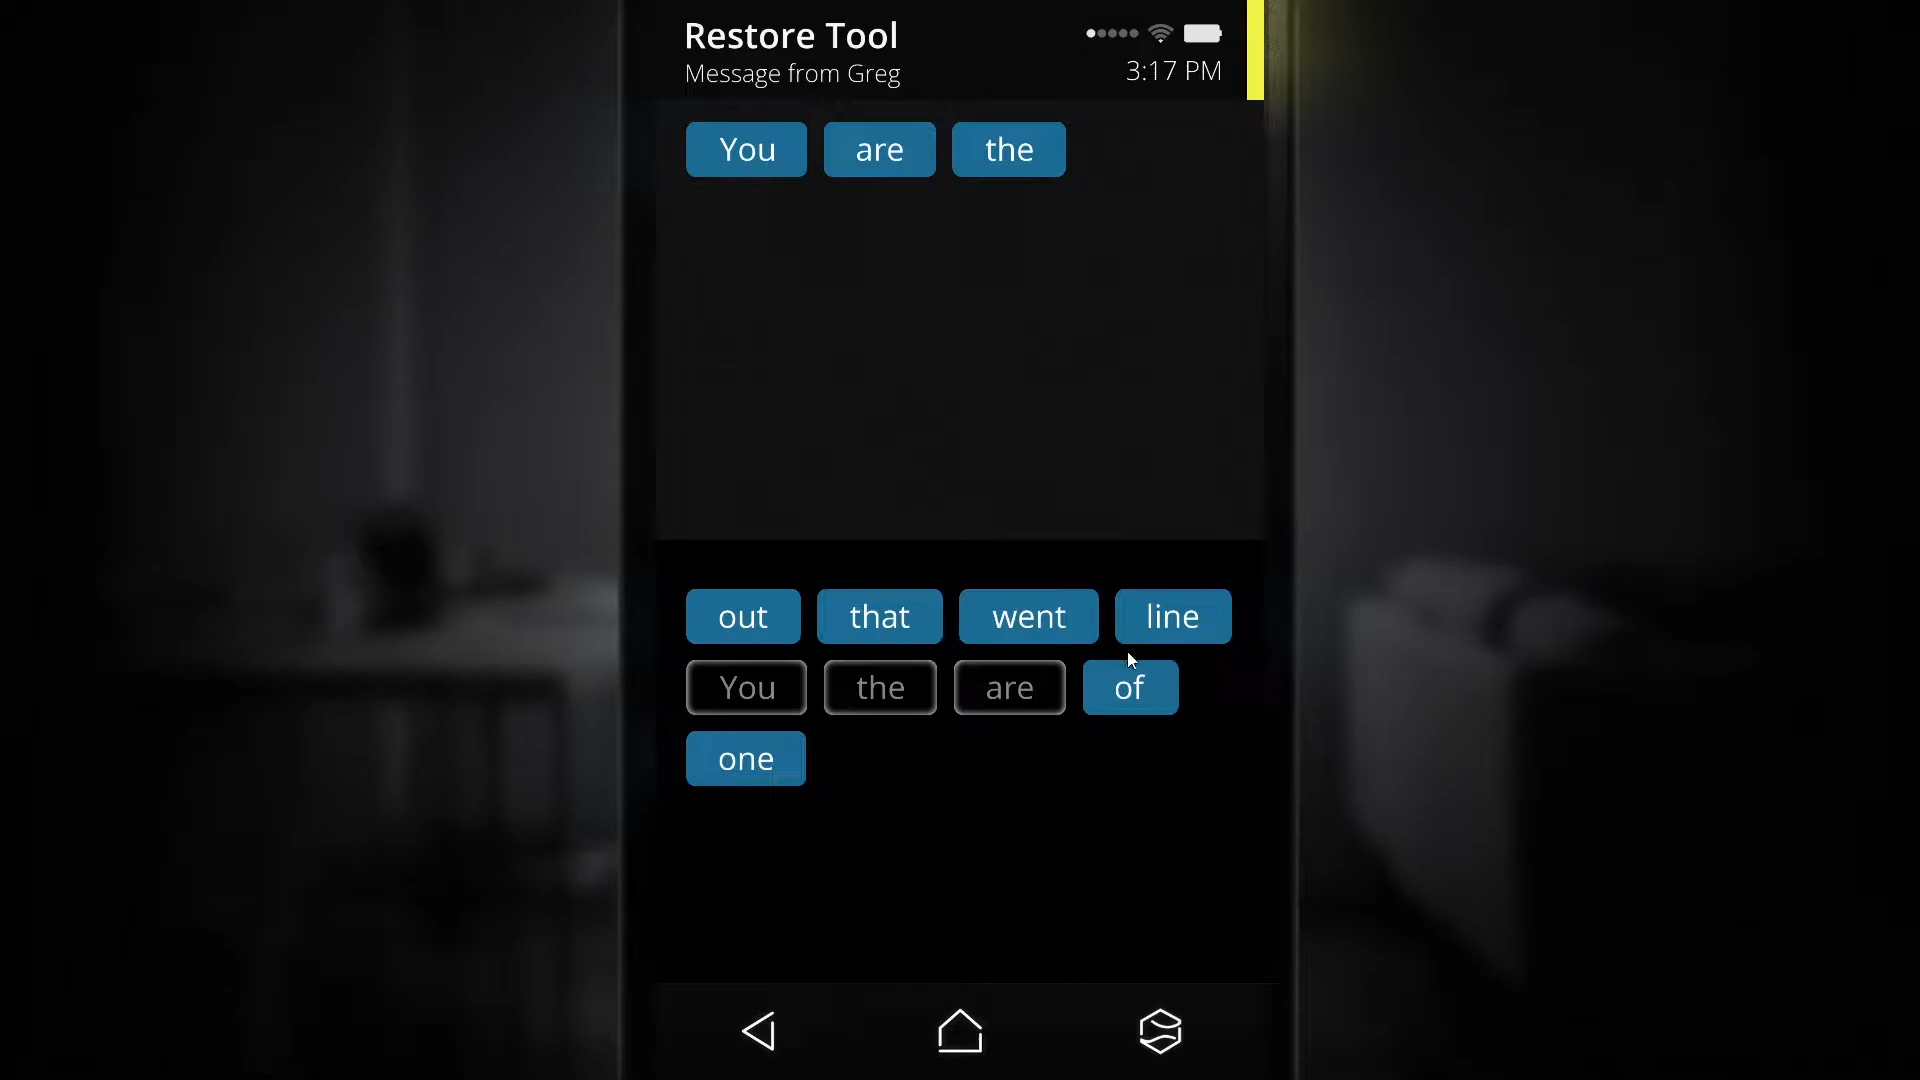 Restore Tool
Message from Greg
3:17 PM
You are the
out that went line
You the are of
one